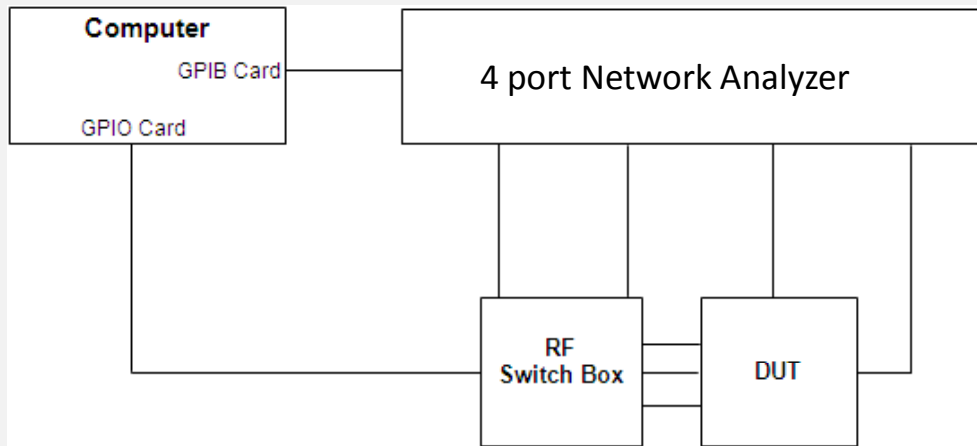 Computer
GPIB Card
GPIO Card
4 port Network Analyzer
RF
Switch Box
DUT